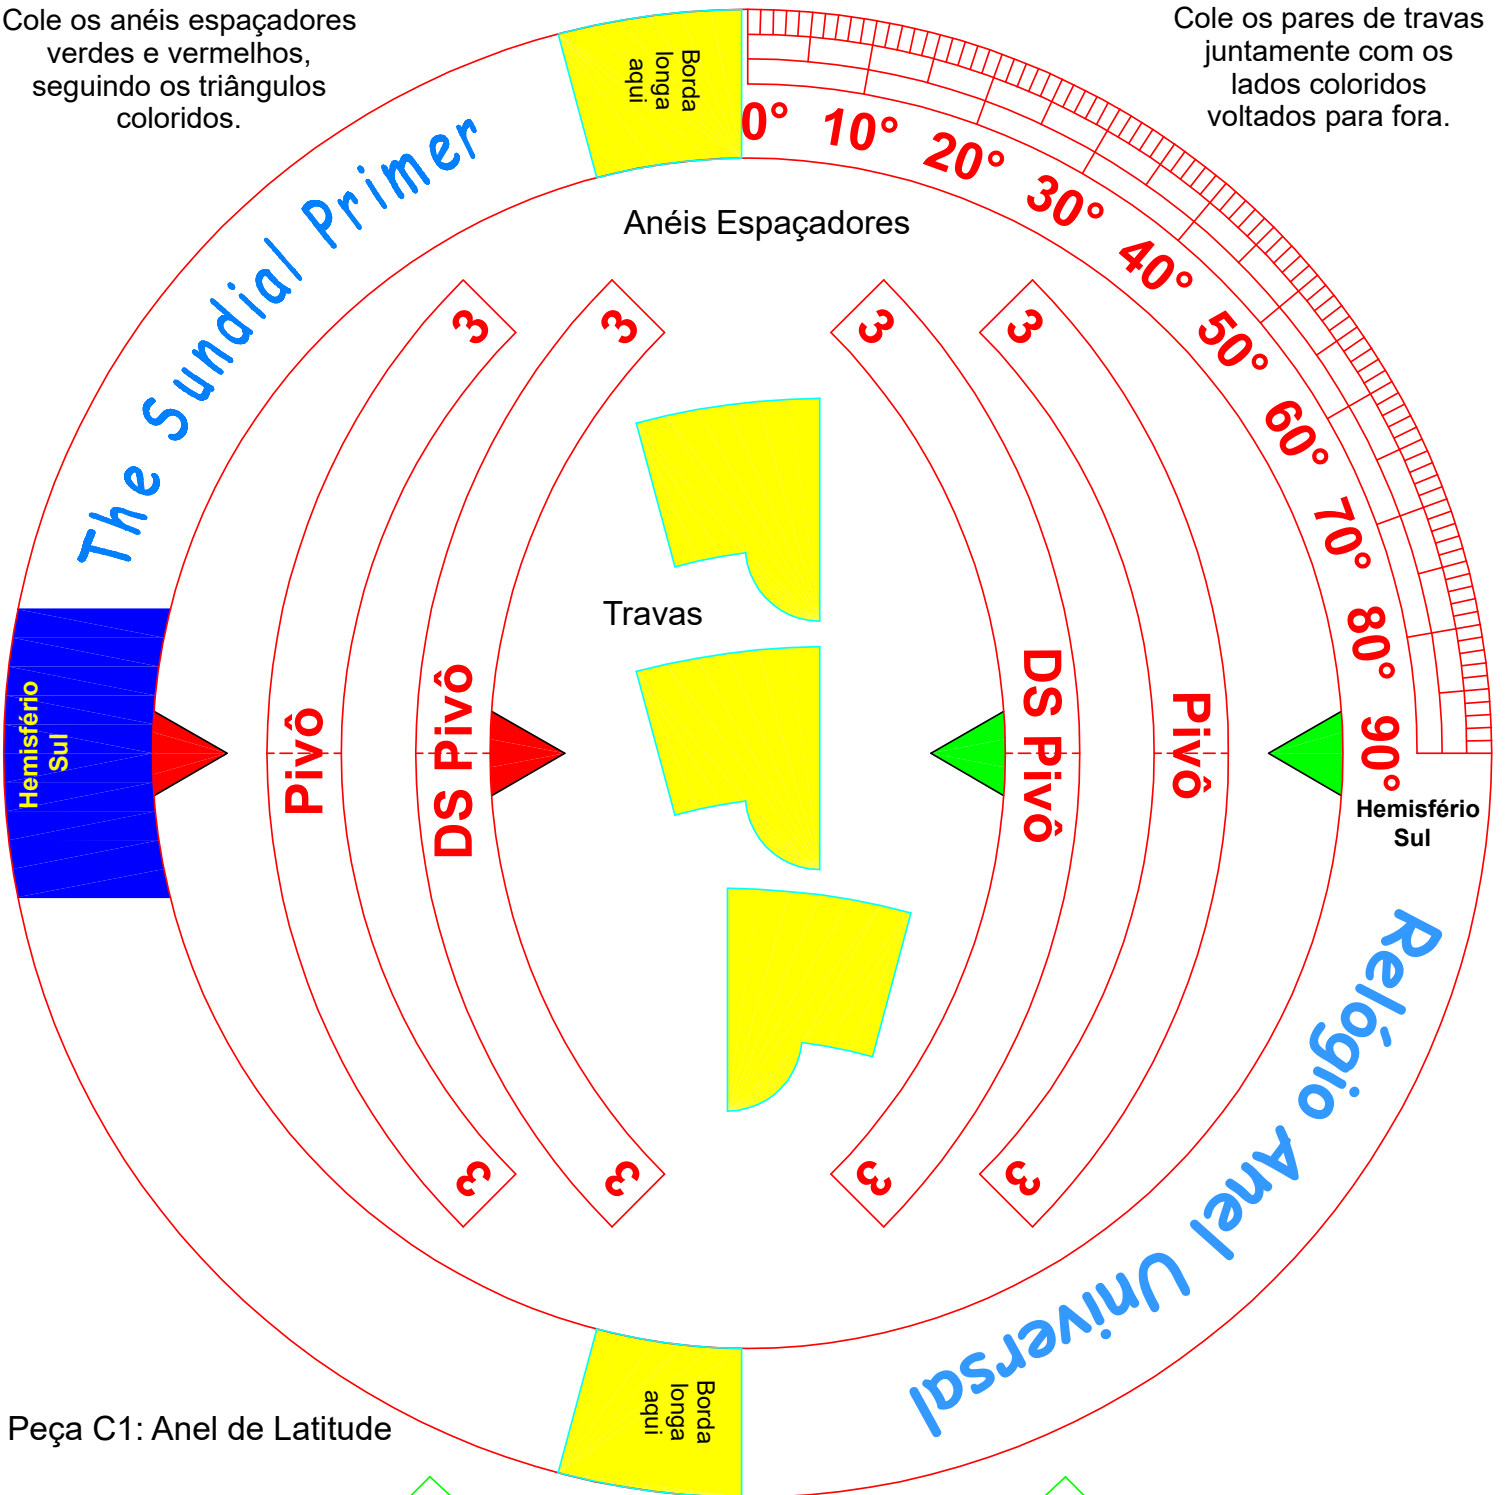 Cole os anéis espaçadores
verdes e vermelhos,
seguindo os triângulos
coloridos.
Cole os pares de travas
juntamente com os
lados coloridos
voltados para fora.
Borda
longa
aqui
The Sundial Primer
0° 10° 20° 30° 40° 50° 60° 70° 80° 90°
Anéis Espaçadores
3 3 3 3
Travas
Hemisfério
Sul
Pivô
DS Pivô
DS Pivô
Pivô
Hemisfério
Sul
3 3 3 3
Relógio Anel Universal
Borda
longa
aqui
Peça C1: Anel de Latitude